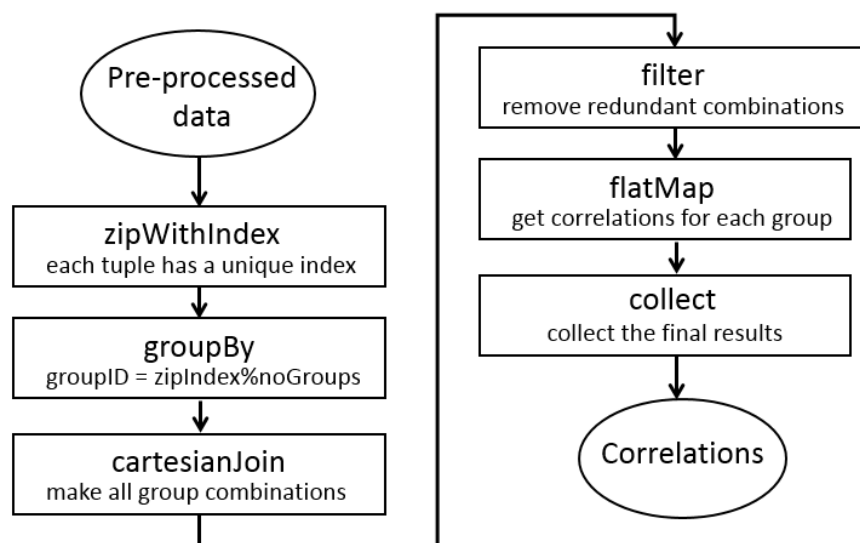 Pre-processed
data
zipWithIndex
each tuple has a unique index
groupBy
groupID = zipIndex%noGroups
cartesianJoin
make all group combinations
filter
remove redundant combinations
flatMap
get correlations for each group
collect
collect the final results
Correlations